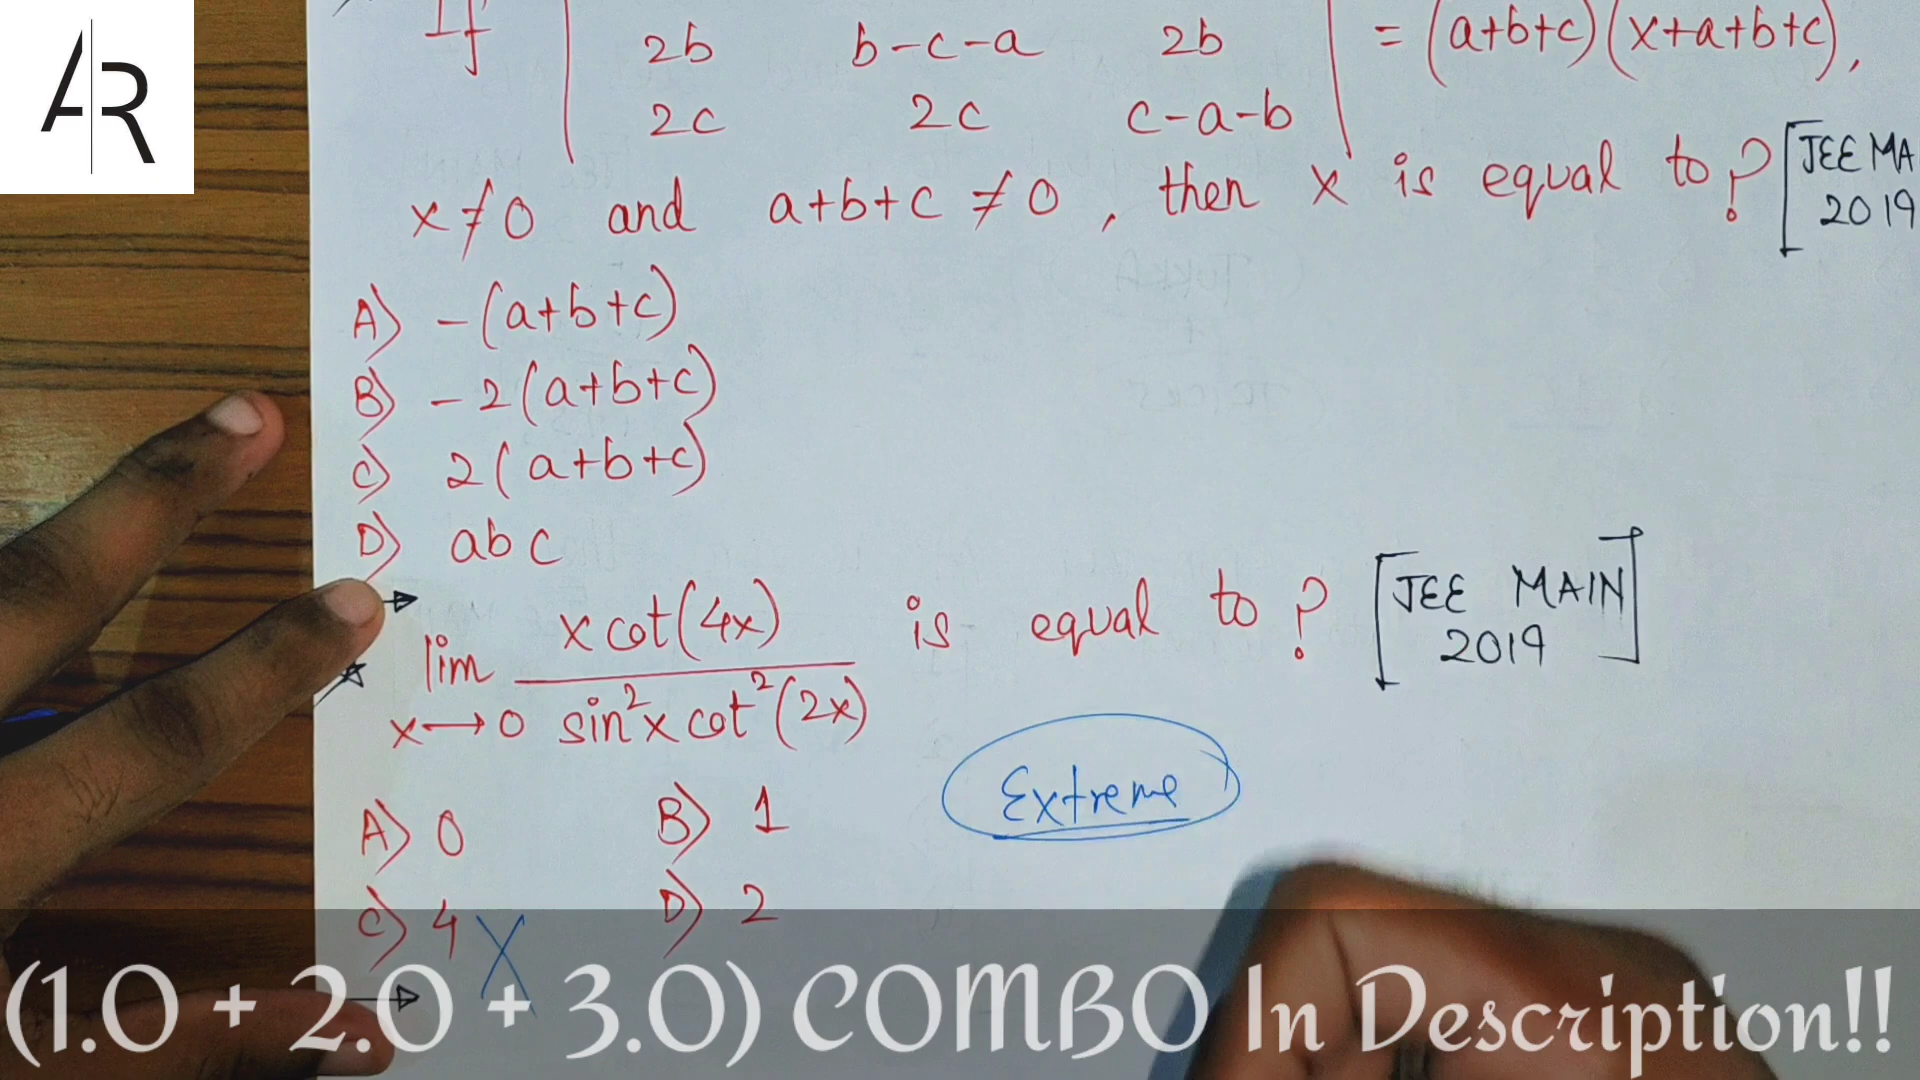 AR
If | 2b b-c-a 2b | = (a+b+c)(x+a+b+c),
2c 2c c-a-b
x≠0 and a+b+c ≠ 0, then x is equal to? [JEE MA
2019
A) -(a+b+c)
B) -2(a+b+c)
C) 2(a+b+c)
D) abc
lim x→0 x cot(4x) / sin²x cot²(2x) is equal to? [JEE MAIN 2019]
Extreme
A) 0 B) 1
C) 4 X D) 2
(1.0 + 2.0 + 3.0) COMBO In Description!!